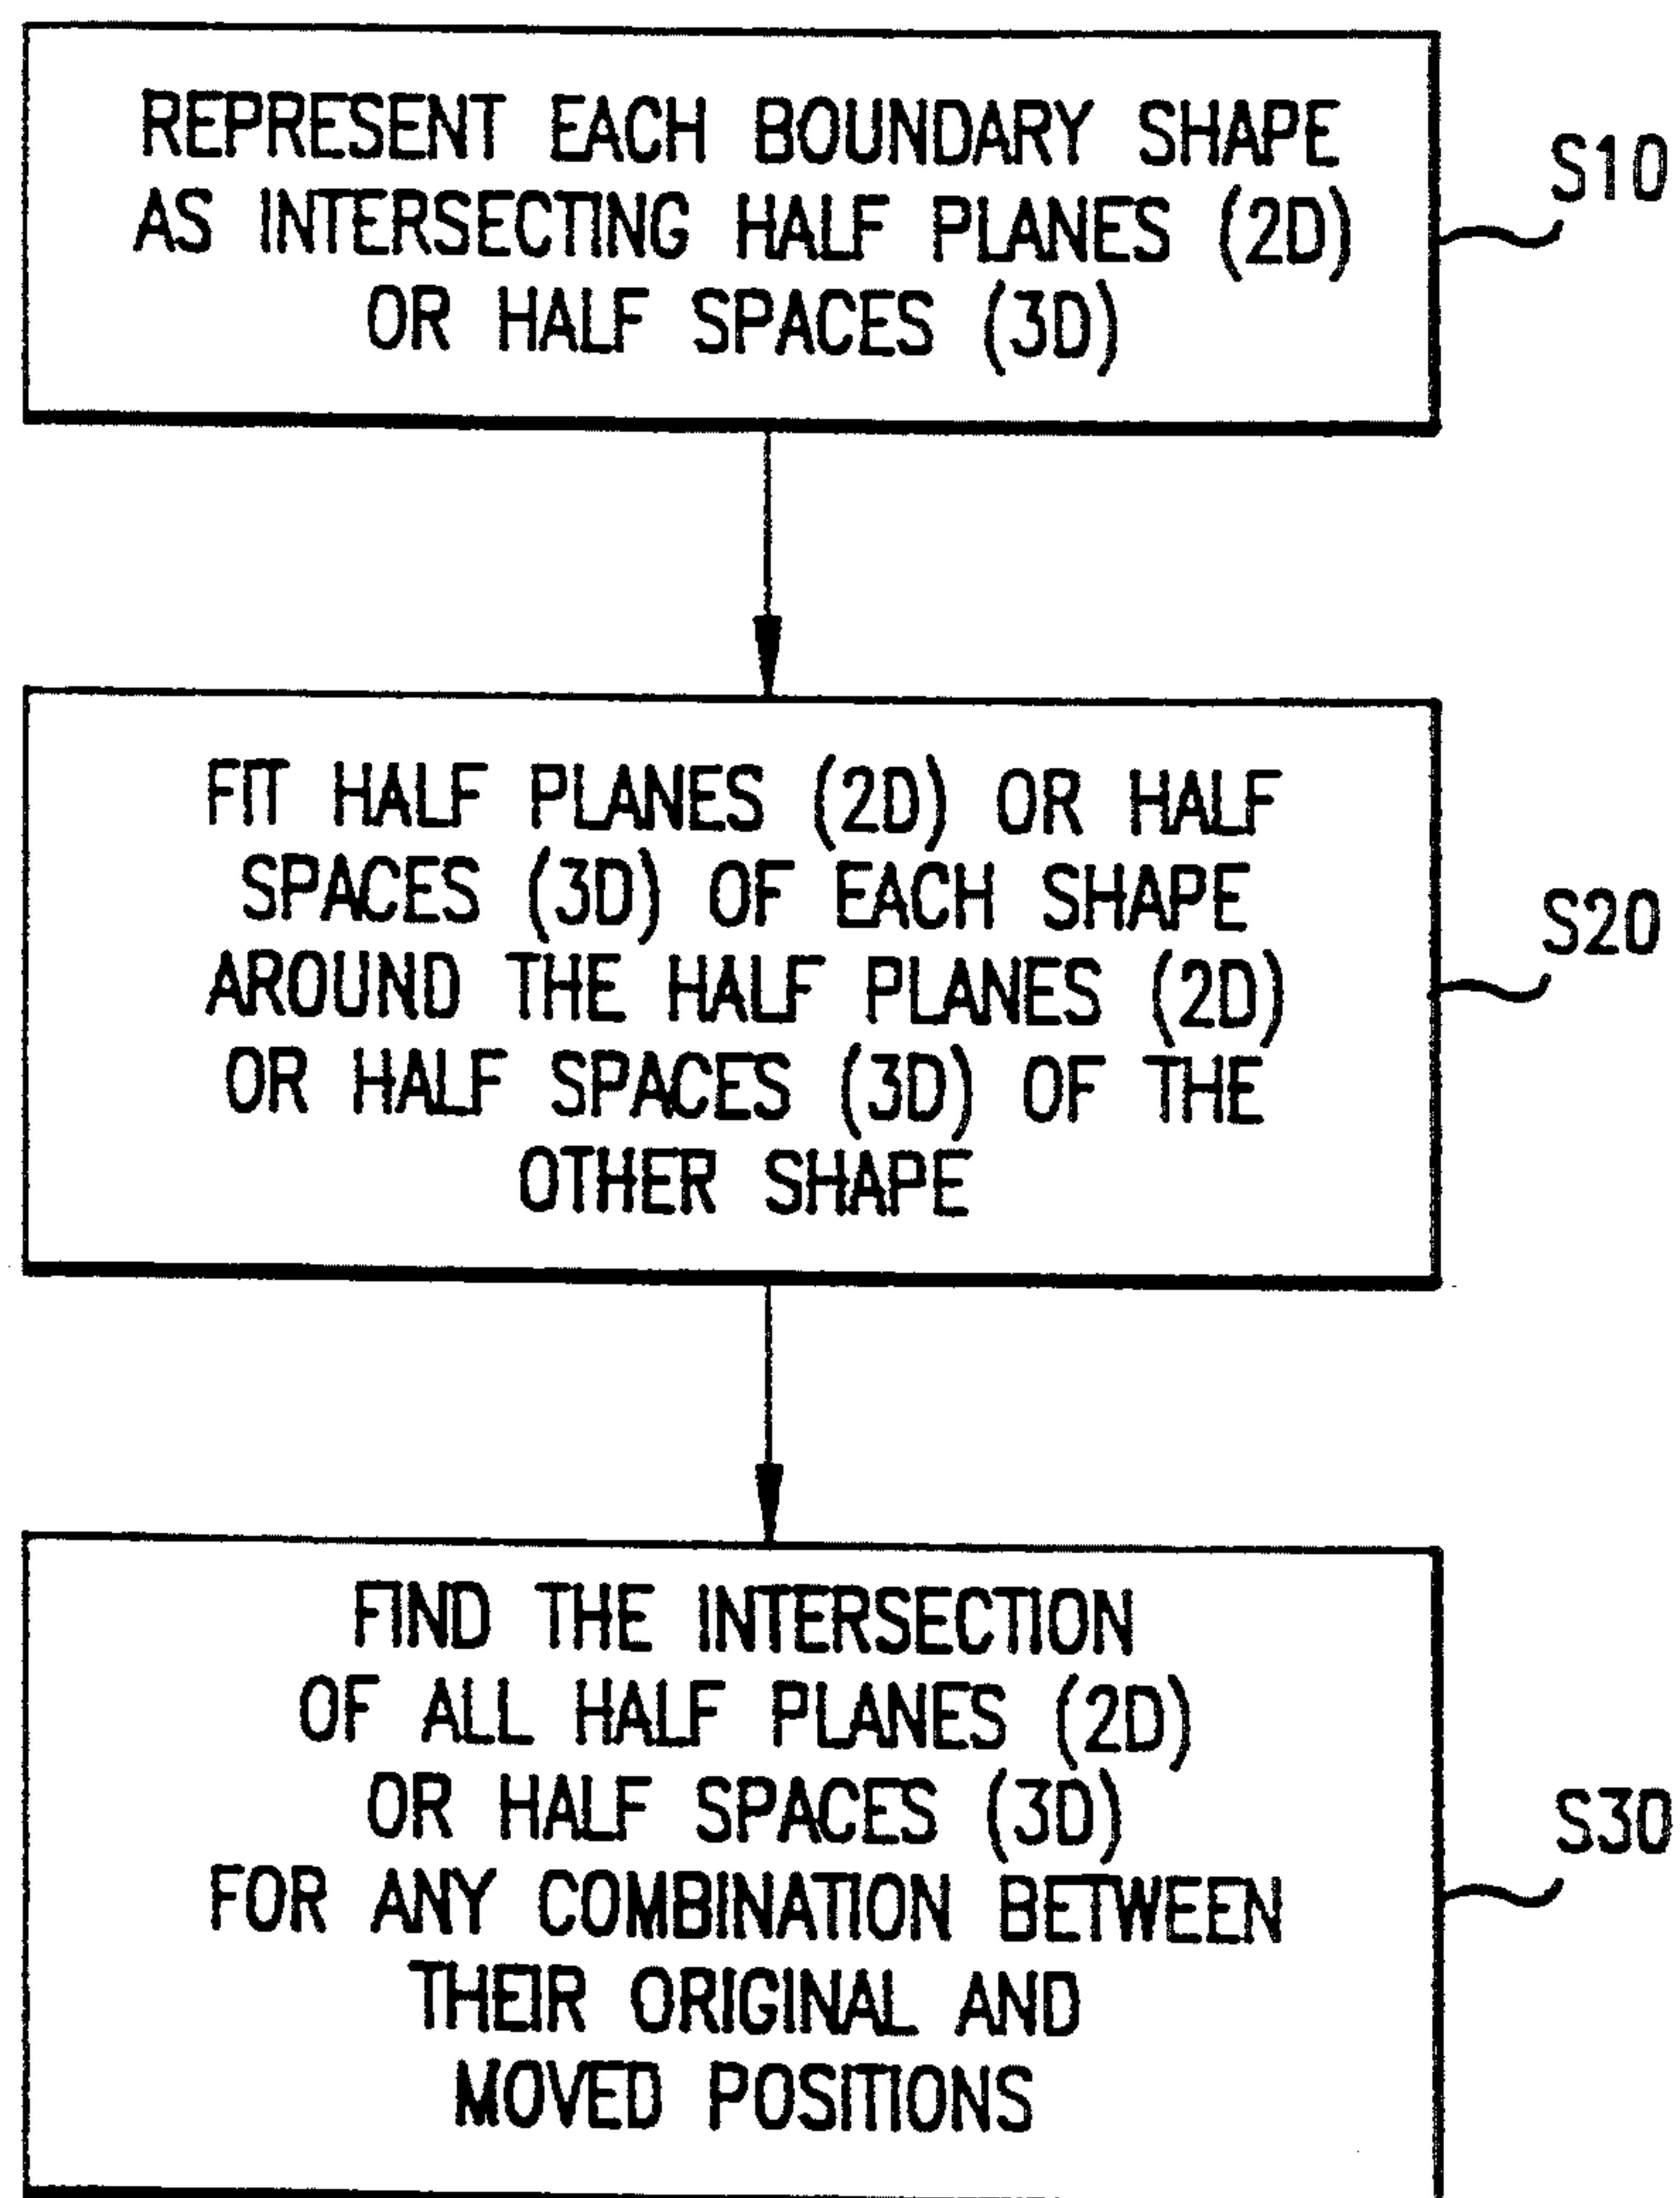 REPRESENT EACH BOUNDARY SHAPE
AS INTERSECTING HALF PLANES (2D)
OR HALF SPACES (3D)
S10
FIT HALF PLANES (2D) OR HALF
SPACES (3D) OF EACH SHAPE
AROUND THE HALF PLANES (2D)
OR HALF SPACES (3D) OF THE
OTHER SHAPE
S20
FIND THE INTERSECTION
OF ALL HALF PLANES (2D)
OR HALF SPACES (3D)
FOR ANY COMBINATION BETWEEN
THEIR ORIGINAL AND
MOVED POSITIONS
S30